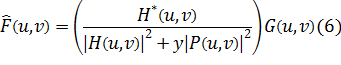 F̂(u,v) = (H*(u,v) / (|H(u,v)|² + y|P(u,v)|²)) G(u,v)(6)